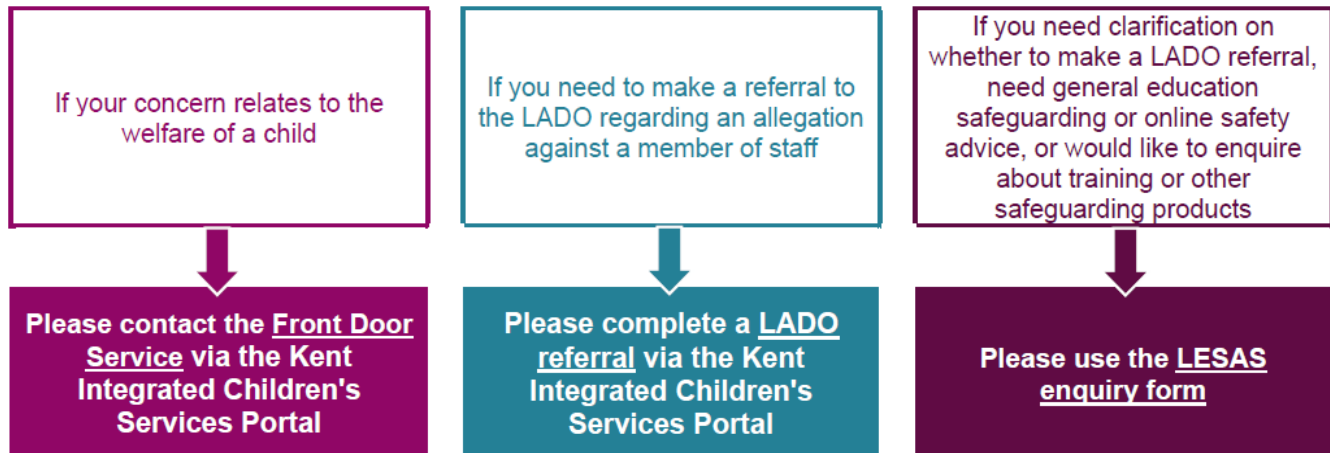 If your concern relates to the
welfare of a child
Please contact the Front Door
Service via the Kent
Integrated Children's
Services Portal
If you need to make a referral to
the LADO regarding an allegation
against a member of staff
Please complete a LADO
referral via the Kent
Integrated Children's
Services Portal
If you need clarification on
whether to make a LADO referral,
need general education
safeguarding or online safety
advice, or would like to enquire
about training or other
safeguarding products
Please use the LESAS
enquiry form